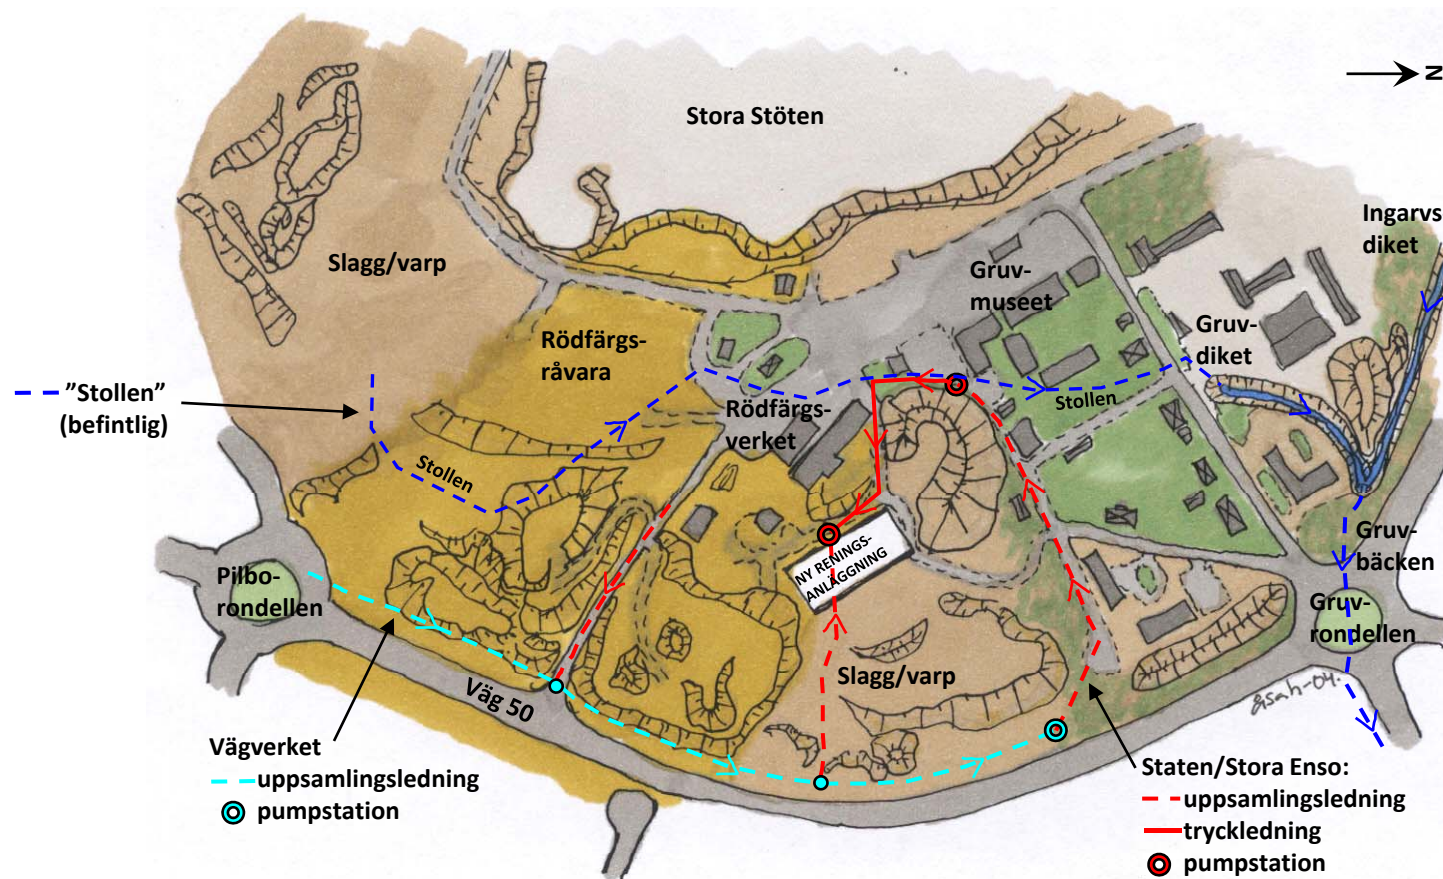 N
Stora Stöten
Ingarvs
diket
Slagg/varp
Gruv-
museet
Gruv-
diket
Rödfärgs-
råvara
"Stollen"
(befintlig)
Stollen
Rödfärgs-
verket
Stollen
NY RENINGS-
ANLÄGGNING
Gruv-
bäcken
Pilbo-
rondellen
Gruv-
rondellen
Slagg/varp
Väg 50
Vägverket
uppsamlingsledning
pumpstation
Staten/Stora Enso:
uppsamlingsledning
tryckledning
pumpstation